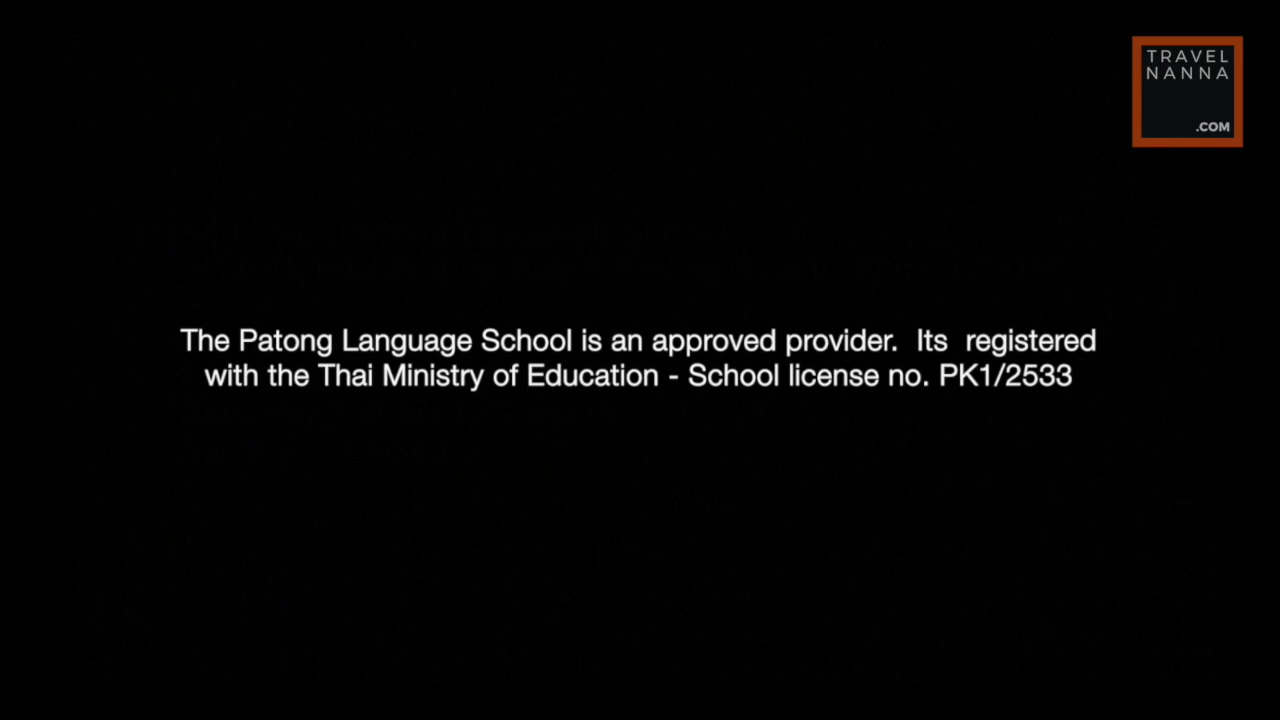 TRAVEL
NANNA
.COM
The Patong Language School is an approved provider.  Its  registered
with the Thai Ministry of Education - School license no. PK1/2533